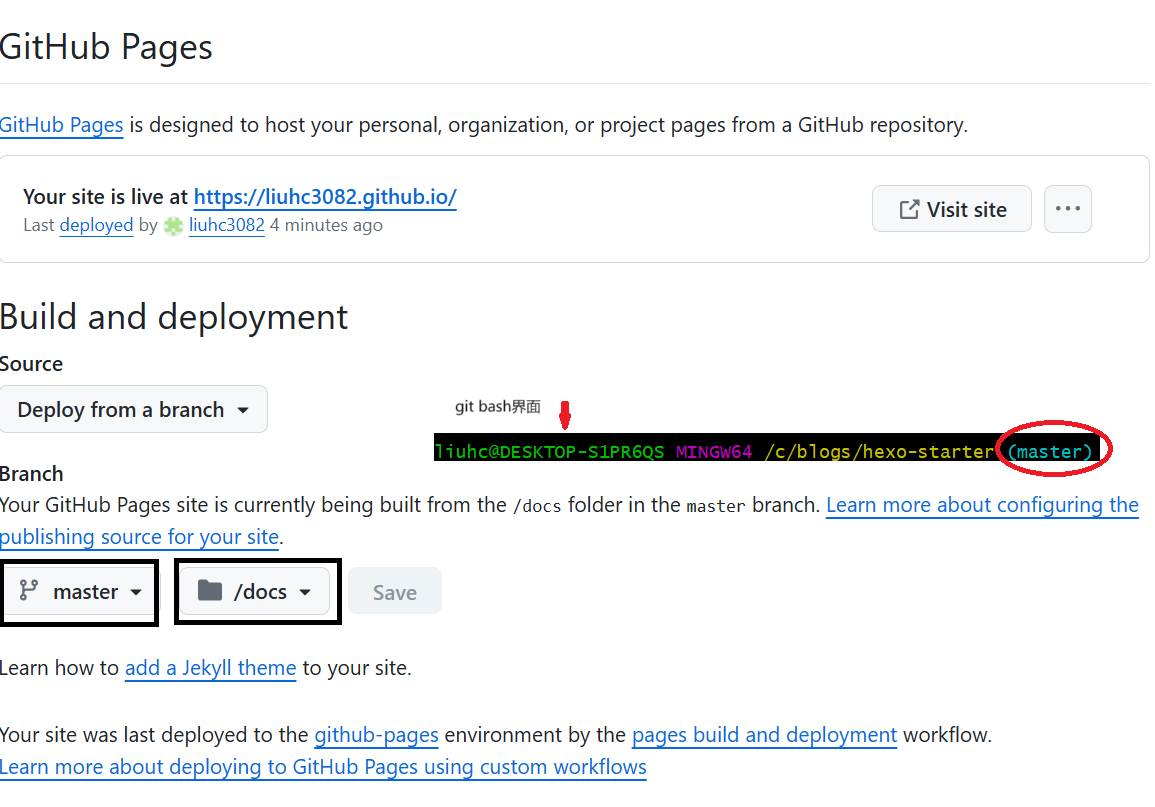 GitHub Pages
GitHub Pages is designed to host your personal, organization, or project pages from a GitHub repository.
Your site is live at https://liuhc3082.github.io/
Last deployed by liuhc3082 4 minutes ago
Visit site
Build and deployment
Source
Deploy from a branch
git bash界面
liuhc@DESKTOP-S1PR6QS MINGW64 /c/blogs/hexo-starter (master)
Branch
Your GitHub Pages site is currently being built from the /docs folder in the master branch. Learn more about configuring the
publishing source for your site.
master
/docs
Save
Learn how to add a Jekyll theme to your site.
Your site was last deployed to the github-pages environment by the pages build and deployment workflow.
Learn more about deploying to GitHub Pages using custom workflows